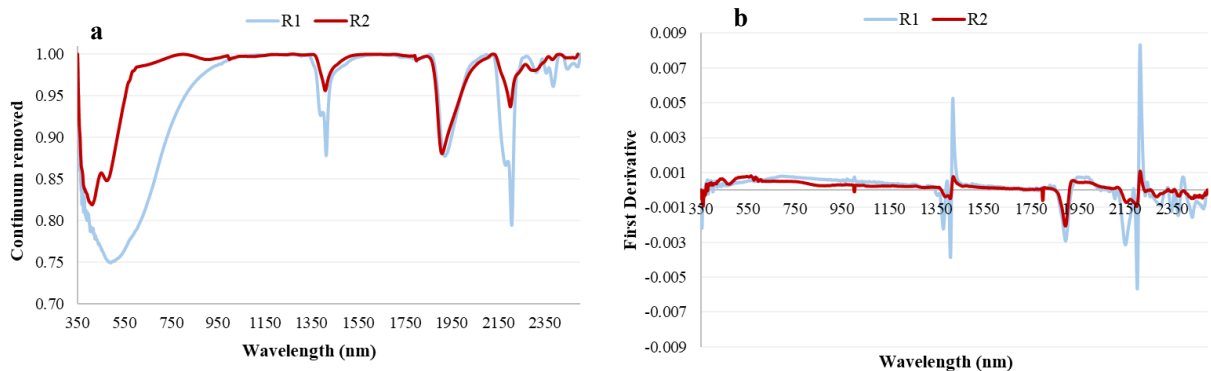 a
R1 R2
Continuum removed
1.00
0.95
0.90
0.85
0.80
0.75
0.70
350 550 750 950 1150 1350 1550 1750 1950 2150 2350
Wavelength (nm)
b
R1 R2
First Derivative
0.009
0.007
0.005
0.003
0.001
-0.001
-0.003
-0.005
-0.007
-0.009
350 550 750 950 1150 1350 1550 1750 1950 2150 2350
Wavelength (nm)